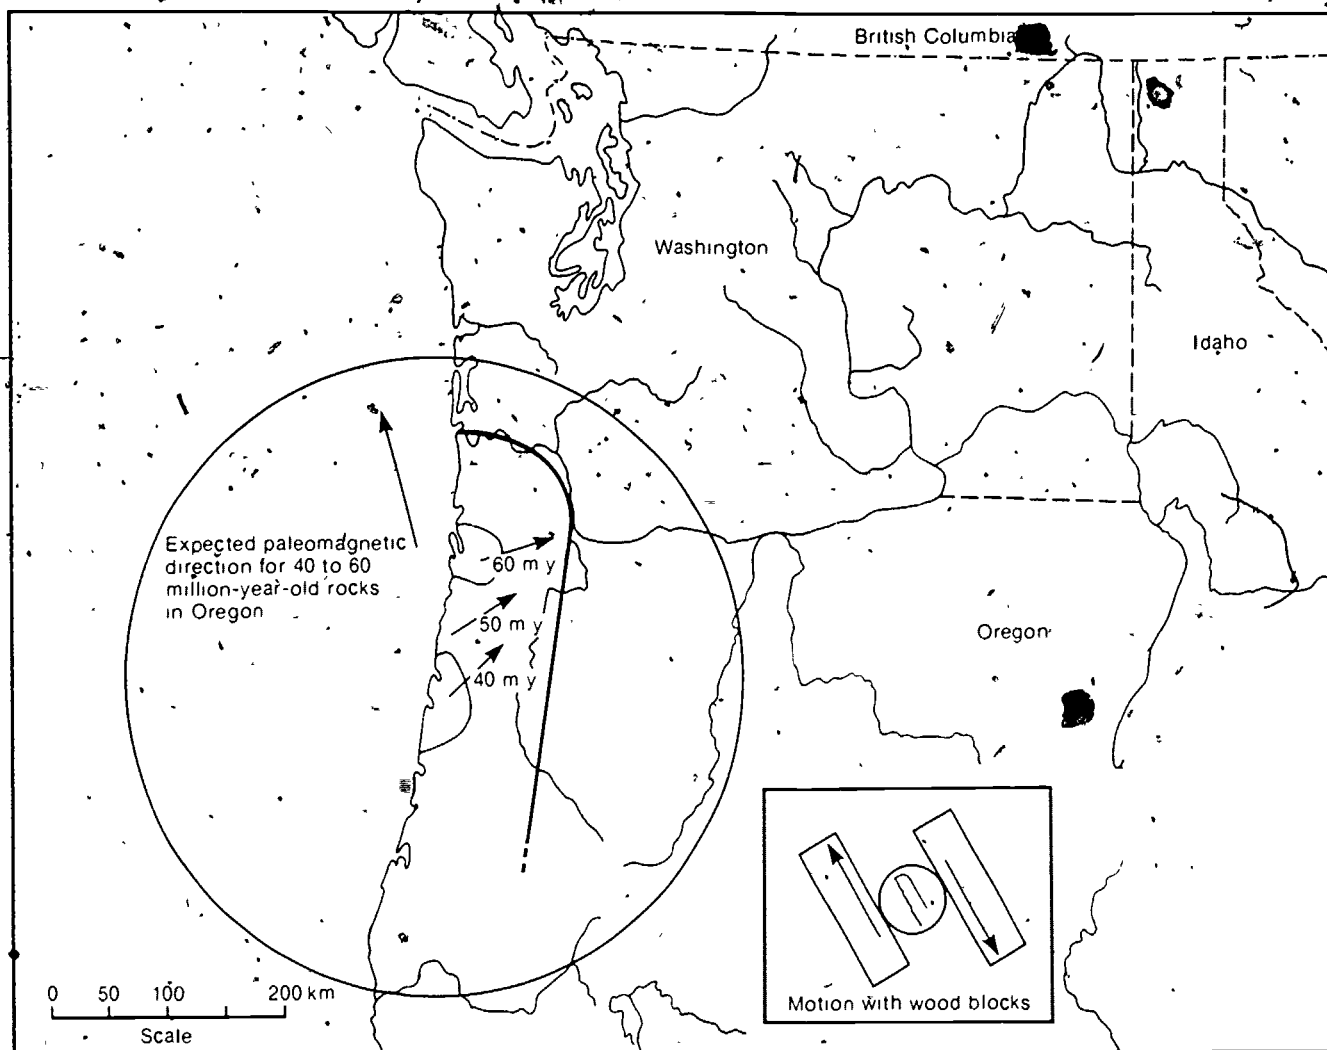 British Columbia
Washington
Idaho
Expected paleomagnetic
direction for 40 to 60
million-year-old rocks
in Oregon
60 m y
50 m y
40 m y
Oregon
0 50 100 200 km
Scale
Motion with wood blocks